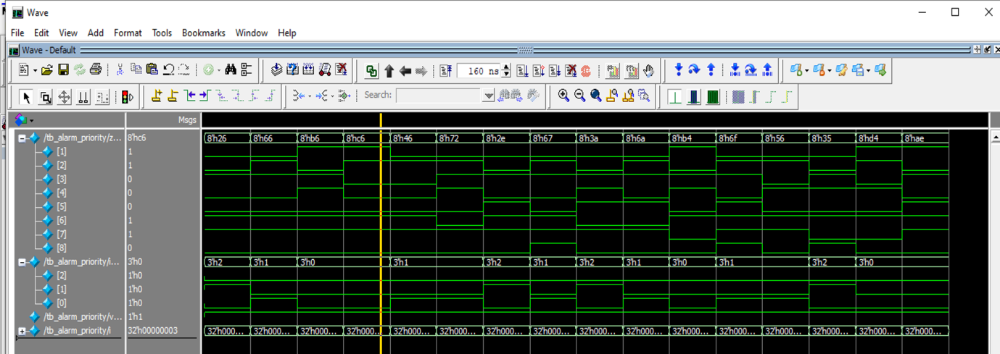 Wave
File Edit View Add Format Tools Bookmarks Window Help
Wave - Default
160 ns
Search:
Msgs
/tb_alarm_priority/z... 8'hc6 8'h26 8'h66 8'hb6 8'hc6 8'h46 8'h72 8'h2e 8'h67 8'h3a 8'h6a 8'hb4 8'h6f 8'h56 8'h35 8'hd4 8'hae
[1] 1
[2] 1
[3] 0
[4] 0
[5] 0
[6] 1
[7] 1
[8] 0
/tb_alarm_priority/i... 3'h0 3'h2 3'h1 3'h0 3'h1 3'h2 3'h1 3'h2 3'h1 3'h0 3'h1 3'h2 3'h0
[2] 1'h0
[1] 1'h0
[0] 1'h0
/tb_alarm_priority/v... 1'h1
/tb_alarm_priority/i 32'h00000003 32'h000... 32'h000... 32'h000... 32'h000... 32'h000... 32'h000... 32'h000... 32'h000... 32'h000... 32'h000... 32'h000... 32'h000... 32'h000... 32'h000... 32'h000... 32'h000...